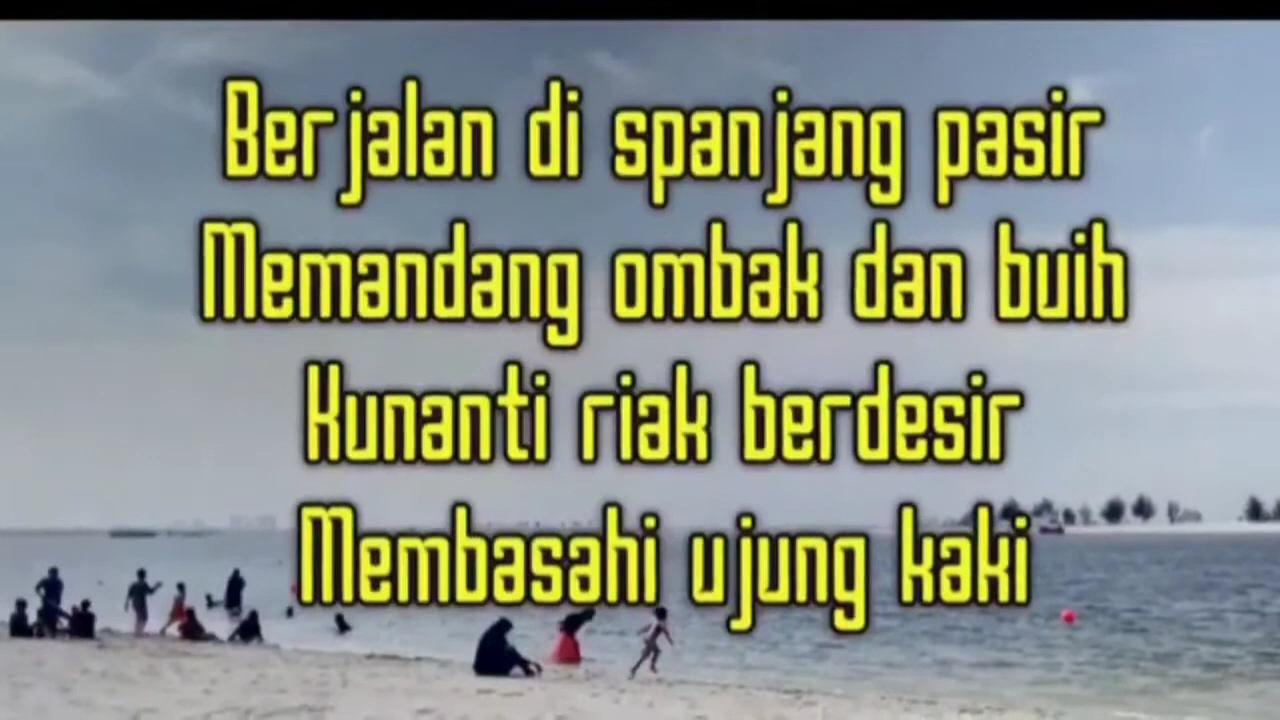 Berjalan di spanjang pasir
Memandang ombak dan buih
Kunanti riak berdesir
Membasahi ujung kaki